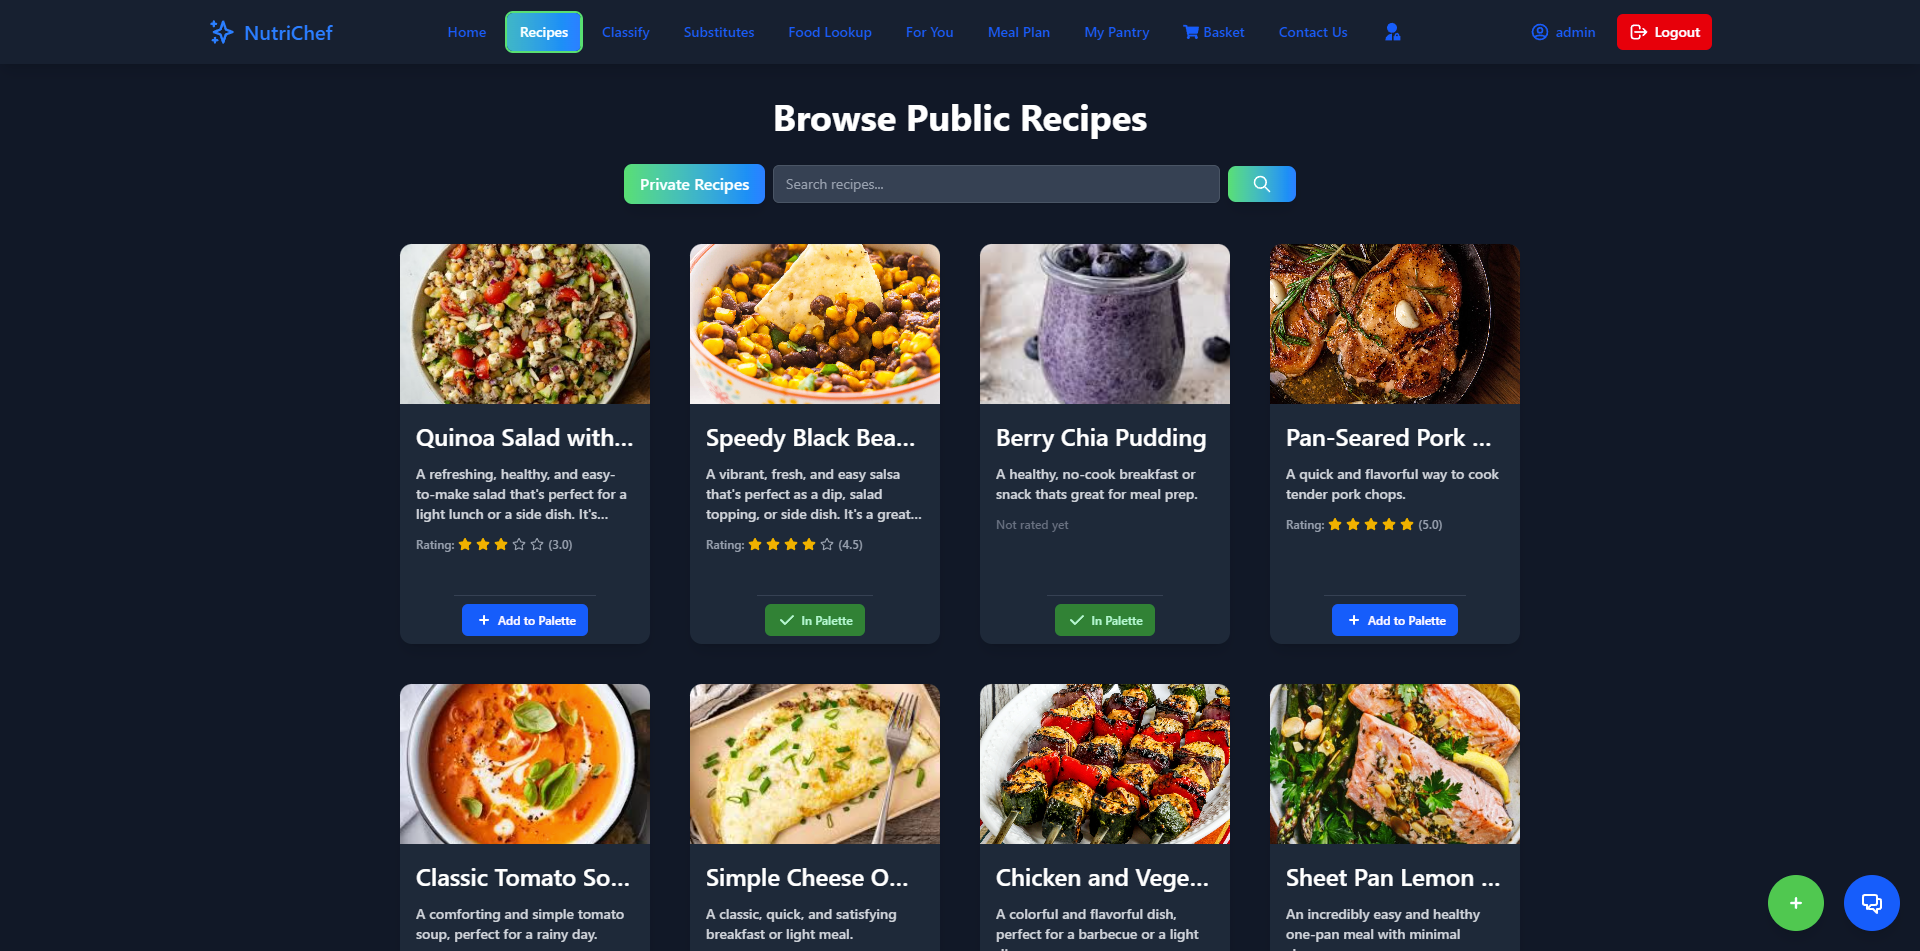 NutriChef
Home
Recipes
Classify
Substitutes
Food Lookup
For You
Meal Plan
My Pantry
Basket
Contact Us
admin
Logout
Browse Public Recipes
Private Recipes
Search recipes...
Quinoa Salad with...
A refreshing, healthy, and easy-
to-make salad that's perfect for a
light lunch or a side dish. It's...
Rating: (3.0)
+ Add to Palette
Speedy Black Bea...
A vibrant, fresh, and easy salsa
that's perfect as a dip, salad
topping, or side dish. It's a great...
Rating: (4.5)
In Palette
Berry Chia Pudding
A healthy, no-cook breakfast or
snack thats great for meal prep.
Not rated yet
In Palette
Pan-Seared Pork ...
A quick and flavorful way to cook
tender pork chops.
Rating: (5.0)
+ Add to Palette
Classic Tomato So...
A comforting and simple tomato
soup, perfect for a rainy day.
Simple Cheese O...
A classic, quick, and satisfying
breakfast or light meal.
Chicken and Vege...
A colorful and flavorful dish,
perfect for a barbecue or a light
Sheet Pan Lemon ...
An incredibly easy and healthy
one-pan meal with minimal
+